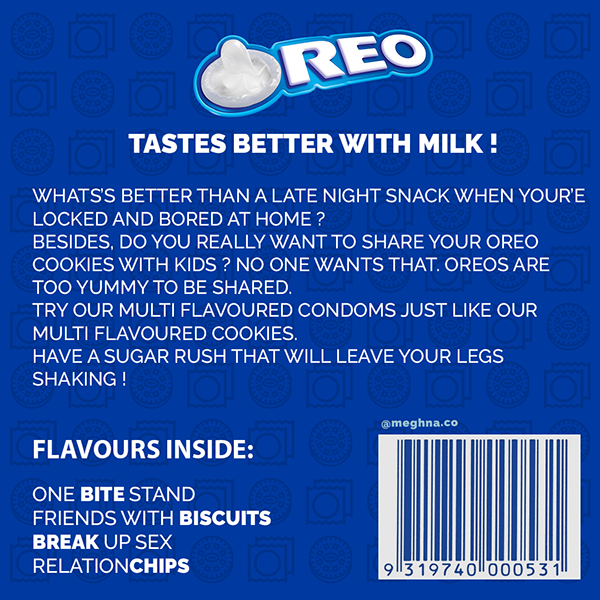 OREO
TASTES BETTER WITH MILK !
WHATS'S BETTER THAN A LATE NIGHT SNACK WHEN YOUR'E
LOCKED AND BORED AT HOME ?
BESIDES, DO YOU REALLY WANT TO SHARE YOUR OREO
COOKIES WITH KIDS ? NO ONE WANTS THAT. OREOS ARE
TOO YUMMY TO BE SHARED.
TRY OUR MULTI FLAVOURED CONDOMS JUST LIKE OUR
MULTI FLAVOURED COOKIES.
HAVE A SUGAR RUSH THAT WILL LEAVE YOUR LEGS
SHAKING !
@meghna.co
FLAVOURS INSIDE:
ONE BITE STAND
FRIENDS WITH BISCUITS
BREAK UP SEX
RELATIONCHIPS
9 319740 000531